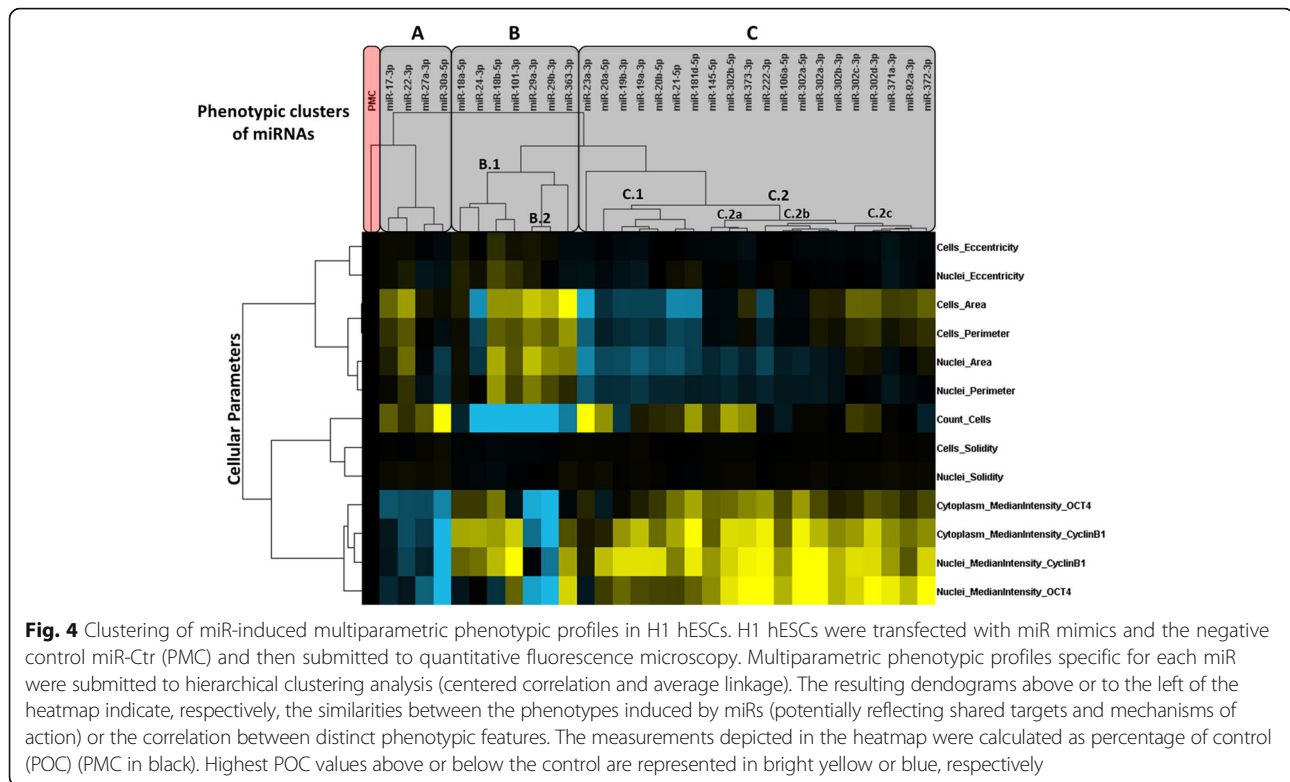 A B C
PMC
miR-17-3p
miR-22-3p
miR-27a-3p
miR-30a-5p
miR-18a-5p
miR-24-3p
miR-18b-5p
miR-101-3p
miR-29a-3p
miR-29b-3p
miR-363-3p
miR-23a-3p
miR-20a-5p
miR-19b-3p
miR-19a-3p
miR-20b-5p
miR-21-5p
miR-181d-5p
miR-145-5p
miR-302b-5p
miR-373-3p
miR-222-3p
miR-106a-5p
miR-302a-5p
miR-302a-3p
miR-302b-3p
miR-302c-3p
miR-302d-3p
miR-371a-3p
miR-92a-3p
miR-372-3p
Phenotypic clusters
of miRNAs
B.1
B.2
C.1
C.2
C.2a
C.2b
C.2c
Cellular Parameters
Cells_Eccentricity
Nuclei_Eccentricity
Cells_Area
Cells_Perimeter
Nuclei_Area
Nuclei_Perimeter
Count_Cells
Cells_Solidity
Nuclei_Solidity
Cytoplasm_MedianIntensity_OCT4
Cytoplasm_MedianIntensity_CyclinB1
Nuclei_MedianIntensity_CyclinB1
Nuclei_MedianIntensity_OCT4
Fig. 4 Clustering of miR-induced multiparametric phenotypic profiles in H1 hESCs. H1 hESCs were transfected with miR mimics and the negative
control miR-Ctr (PMC) and then submitted to quantitative fluorescence microscopy. Multiparametric phenotypic profiles specific for each miR
were submitted to hierarchical clustering analysis (centered correlation and average linkage). The resulting dendograms above or to the left of the
heatmap indicate, respectively, the similarities between the phenotypes induced by miRs (potentially reflecting shared targets and mechanisms of
action) or the correlation between distinct phenotypic features. The measurements depicted in the heatmap were calculated as percentage of control
(POC) (PMC in black). Highest POC values above or below the control are represented in bright yellow or blue, respectively